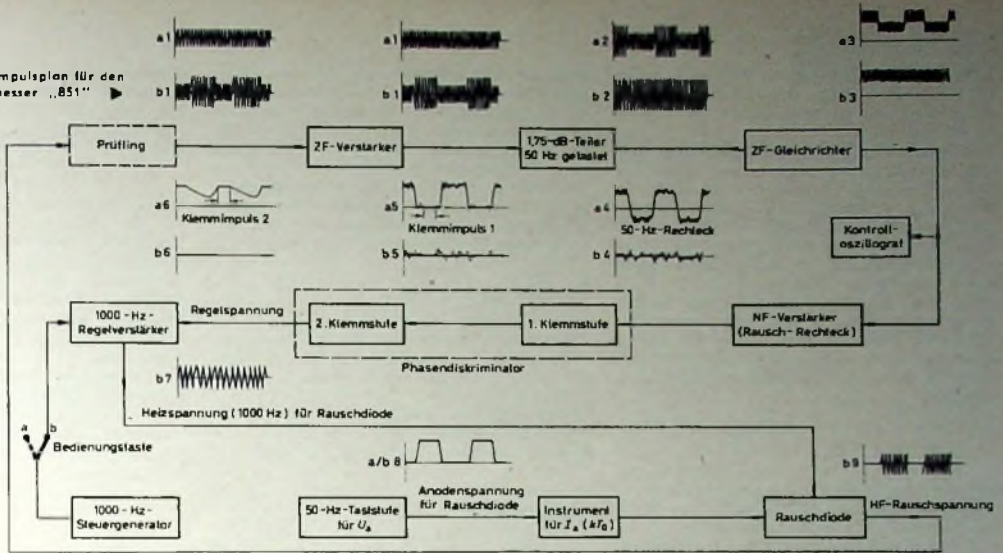 a1
a1
a2
a3
mpulsplan für den
esser „851" ▶
b1
b1
b2
b3
Prüfling
ZF-Verstärker
1,75-dB-Teiler
50 Hz getastet
ZF-Gleichrichter
a6
Klemmimpuls 2
a5
Klemmimpuls 1
a4
50-Hz-Rechteck
Kontroll-
oszillograf
b6
b5
b4
1000-Hz-
Regelverstärker
Regelspannung
2. Klemmstufe
1. Klemmstufe
NF-Verstärker
(Rausch-Rechteck)
Phasendiskriminator
b7
Heizspannung (1000 Hz) für Rauschdiode
a
b
Bedienungstaste
a/b 8
b9
1000-Hz-
Steuergenerator
50-Hz-Taststufe
für Ua
Anodenspannung
für Rauschdiode
Instrument
für Ia (kT0)
Rauschdiode
HF-Rauschspannung